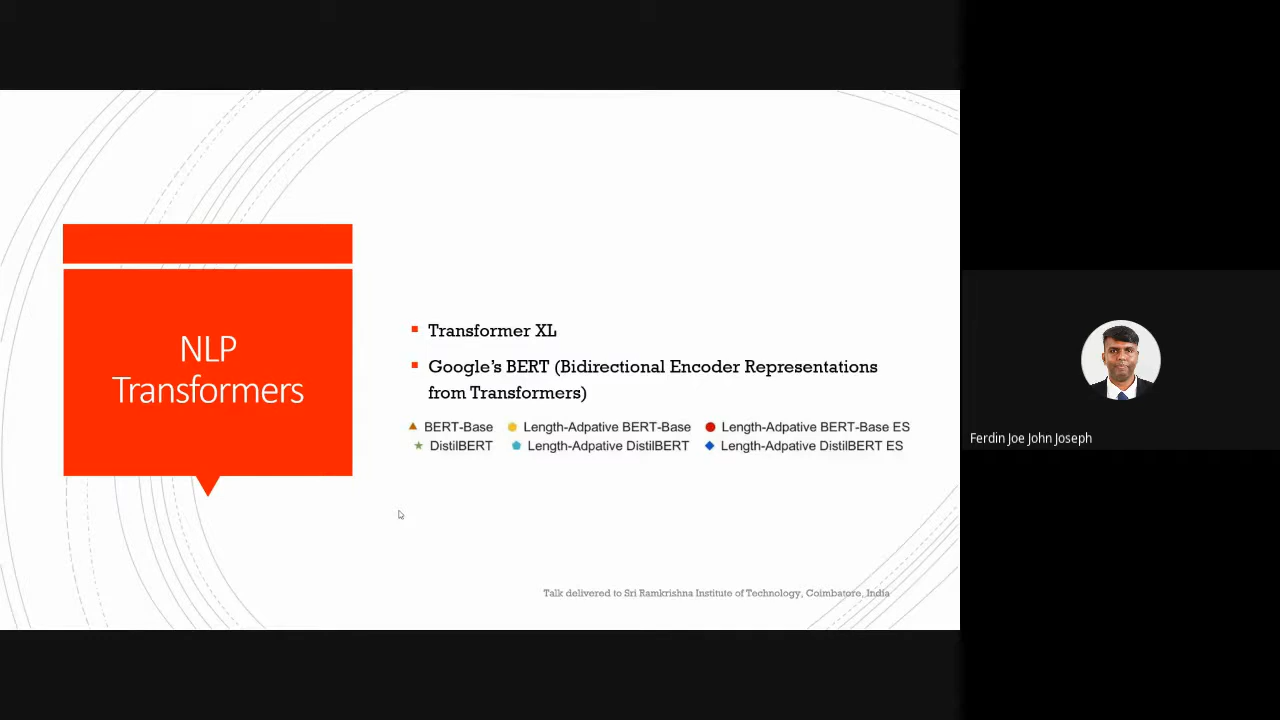 NLP
Transformers
Transformer XL
Google's BERT (Bidirectional Encoder Representations
from Transformers)
BERT-Base Length-Adpative BERT-Base Length-Adpative BERT-Base ES
DistilBERT Length-Adpative DistilBERT Length-Adpative DistilBERT ES
Talk delivered to Sri Ramkrishna Institute of Technology, Coimbatore, India
Ferdin Joe John Joseph